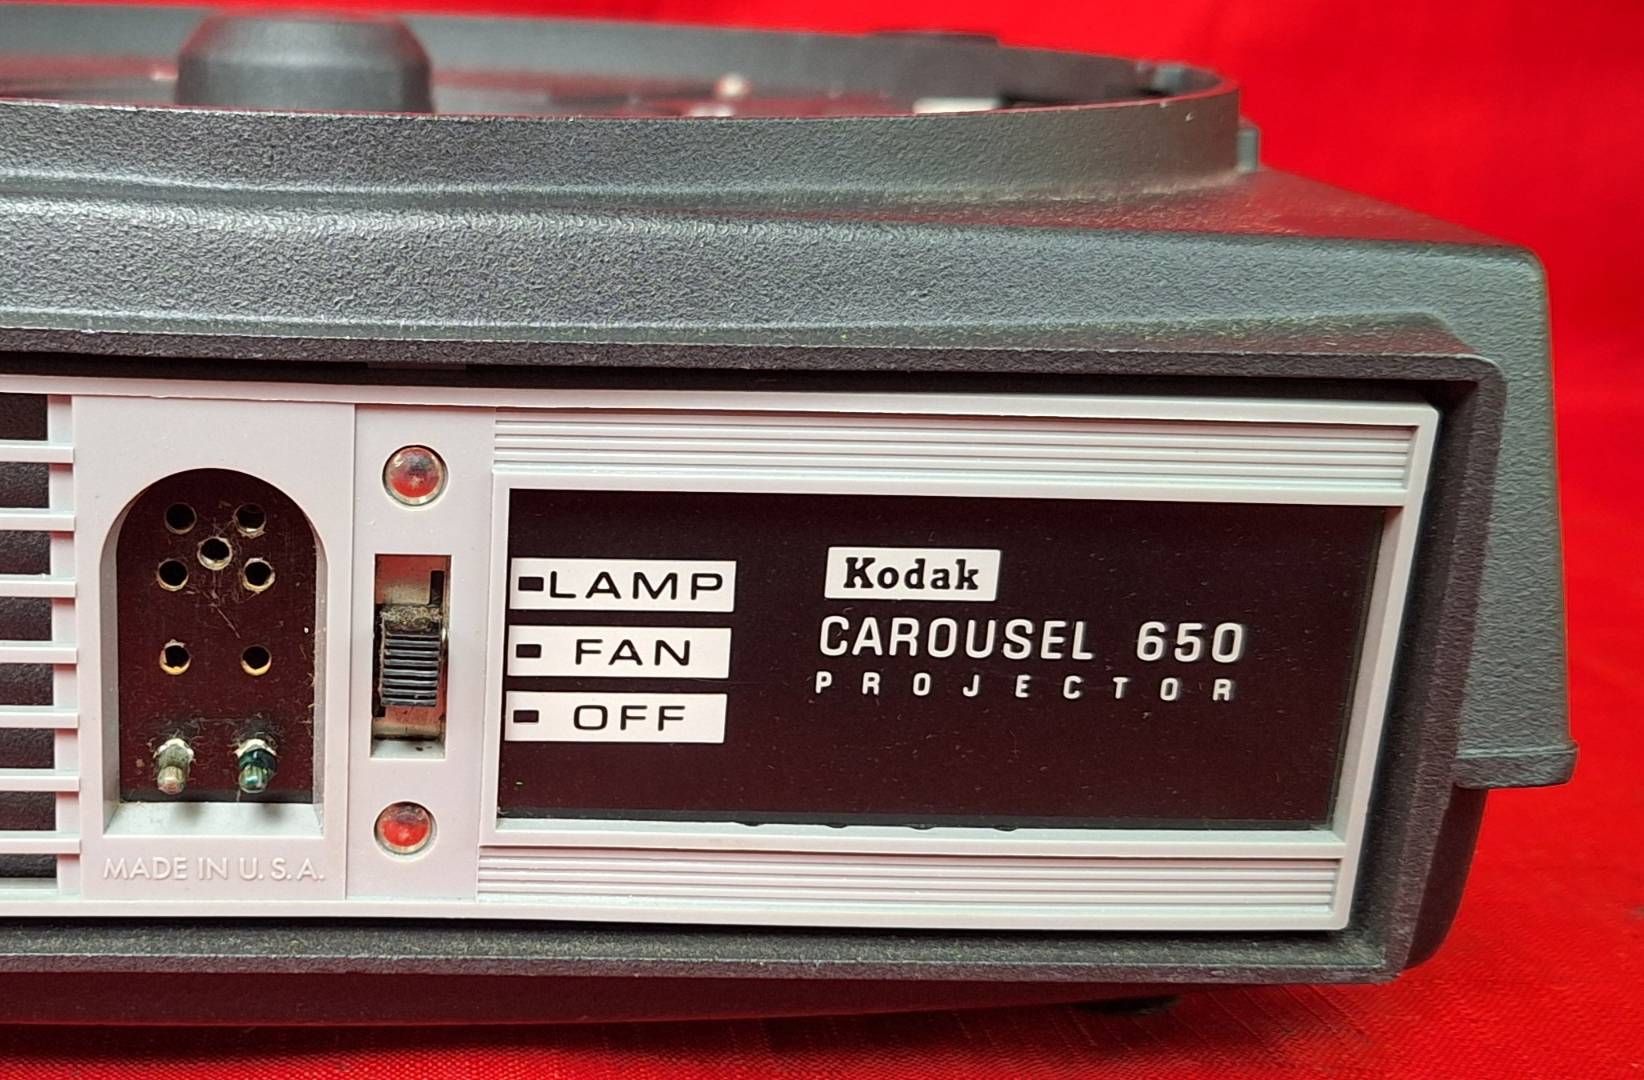 LAMP
FAN
OFF
Kodak
CAROUSEL 650
PROJECTOR
MADE IN U.S.A.